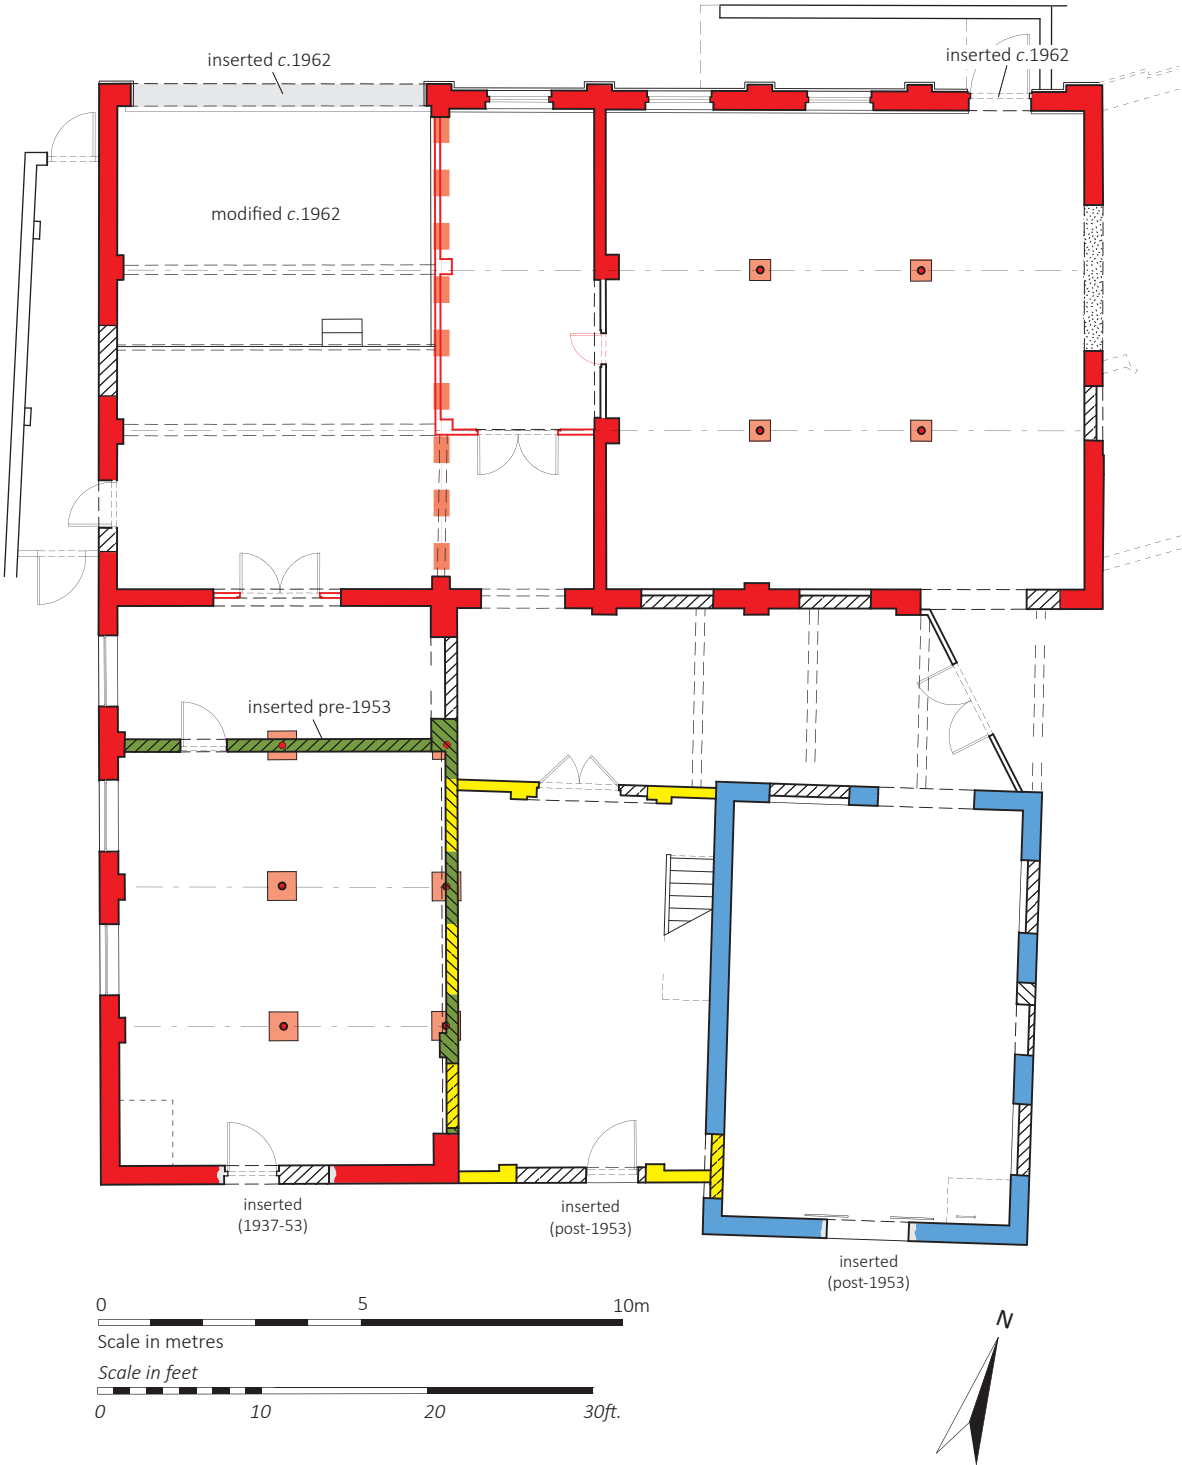 inserted c.1962
inserted c.1962
modified c.1962
inserted pre-1953
inserted
(1937-53)
inserted
(post-1953)
inserted
(post-1953)
0 5 10m
Scale in metres
Scale in feet
0 10 20 30ft.
N